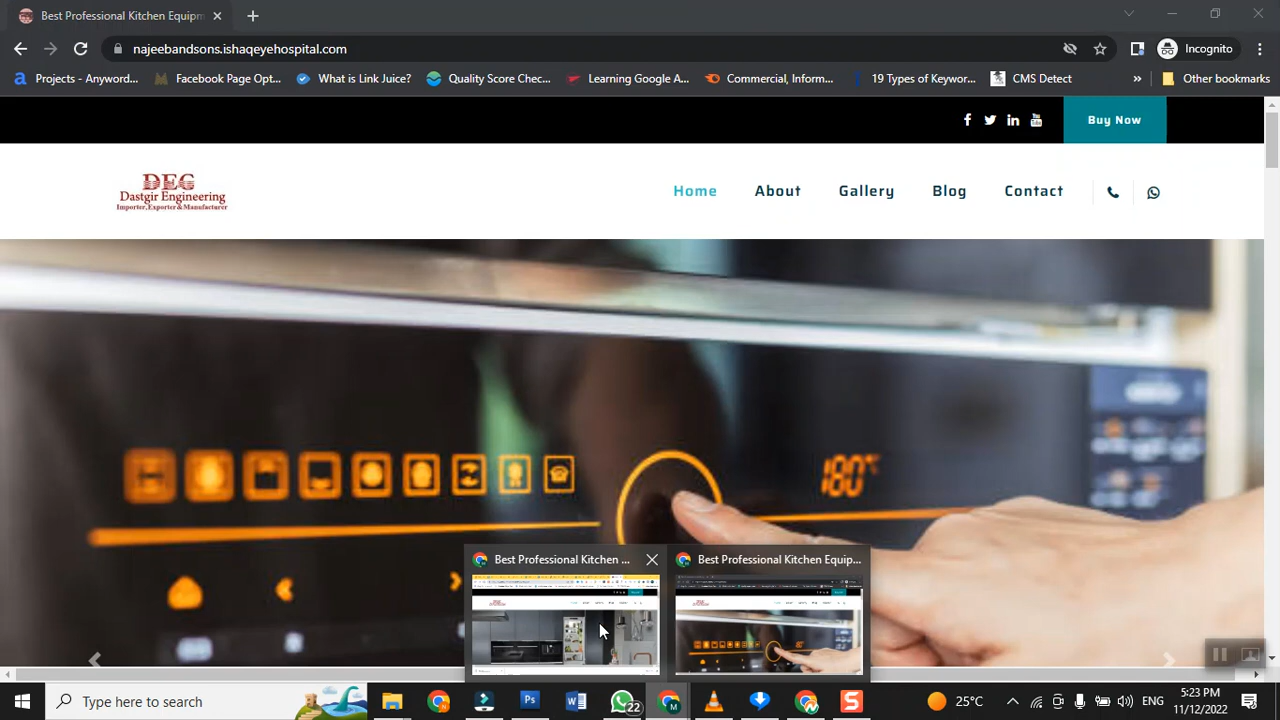 Best Professional Kitchen Equipm
najeebandsons.ishaqeyehospital.com
Incognito
Projects - Anyword...
Facebook Page Opt...
What is Link Juice?
Quality Score Chec...
Learning Google A...
Commercial, Inform...
19 Types of Keywor...
CMS Detect
»
Other bookmarks
Buy Now
DEG
Dastgir Engineering
Importer,Exporter & Manufacturer
Home
About
Gallery
Blog
Contact
180°C
Best Professional Kitchen ...
Best Professional Kitchen Equip...
Type here to search
22
25°C
ENG
5:23 PM
11/12/2022